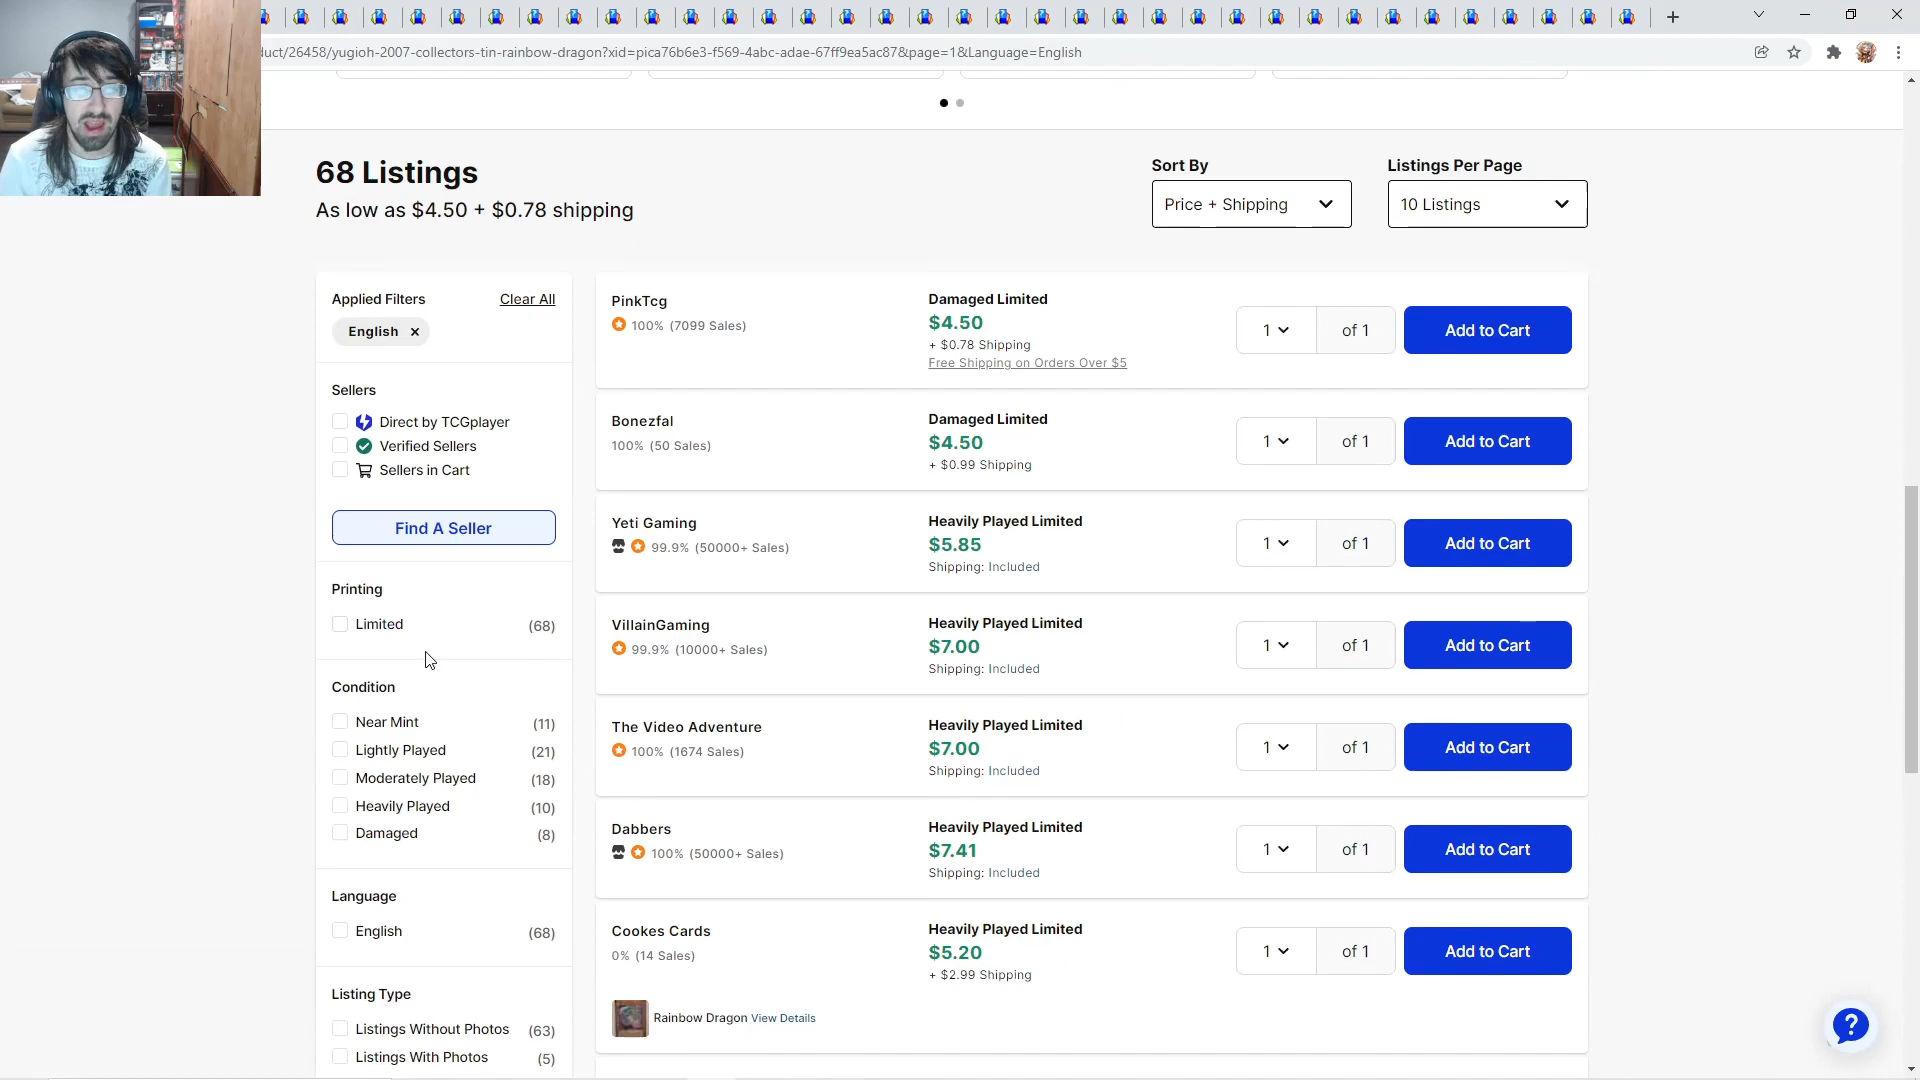 duct/26458/yugioh-2007-collectors-tin-rainbow-dragon?xid=pica76b6e3-f569-4abc-adae-67ff9ea5ac87&page=1&Language=English
68 Listings
As low as $4.50 + $0.78 shipping
Sort By
Price + Shipping
Listings Per Page
10 Listings
Applied Filters
Clear All
English ×
Sellers
Direct by TCGplayer
Verified Sellers
Sellers in Cart
Find A Seller
Printing
Limited (68)
Condition
Near Mint (11)
Lightly Played (21)
Moderately Played (18)
Heavily Played (10)
Damaged (8)
Language
English (68)
Listing Type
Listings Without Photos (63)
Listings With Photos (5)
PinkTcg
100% (7099 Sales)
Damaged Limited
$4.50
+ $0.78 Shipping
Free Shipping on Orders Over $5
1 of 1
Add to Cart
Bonezfal
100% (50 Sales)
Damaged Limited
$4.50
+ $0.99 Shipping
1 of 1
Add to Cart
Yeti Gaming
99.9% (50000+ Sales)
Heavily Played Limited
$5.85
Shipping: Included
1 of 1
Add to Cart
VillainGaming
99.9% (10000+ Sales)
Heavily Played Limited
$7.00
Shipping: Included
1 of 1
Add to Cart
The Video Adventure
100% (1674 Sales)
Heavily Played Limited
$7.00
Shipping: Included
1 of 1
Add to Cart
Dabbers
100% (50000+ Sales)
Heavily Played Limited
$7.41
Shipping: Included
1 of 1
Add to Cart
Cookes Cards
0% (14 Sales)
Heavily Played Limited
$5.20
+ $2.99 Shipping
1 of 1
Add to Cart
Rainbow Dragon View Details
?